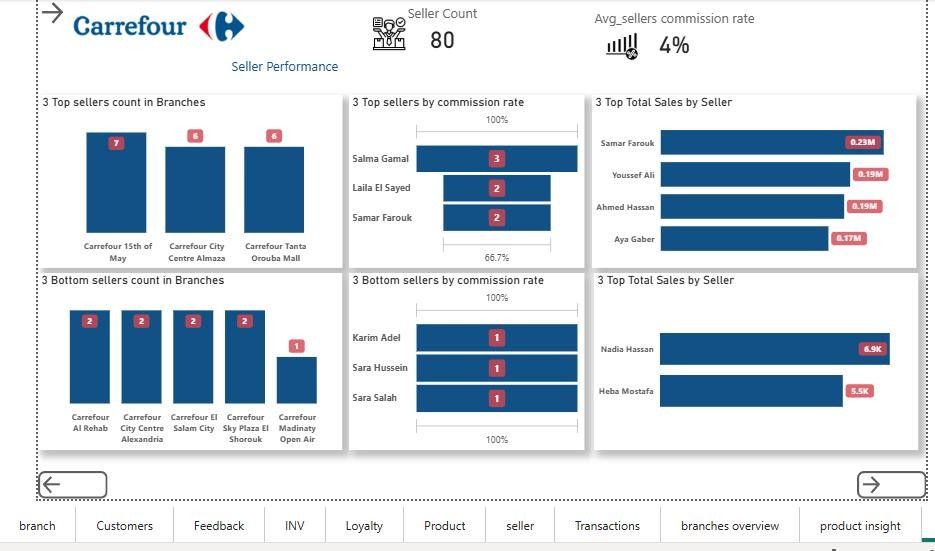 Carrefour
Seller Performance
Seller Count
80
Avg_sellers commission rate
4%
3 Top sellers count in Branches
7
6
6
Carrefour 15th of
May
Carrefour City
Centre Almaza
Carrefour Tanta
Orouba Mall
3 Top sellers by commission rate
100%
Salma Gamal
3
Laila El Sayed
2
Samar Farouk
2
66.7%
3 Top Total Sales by Seller
Samar Farouk
0.23M
Youssef Ali
0.19M
Ahmed Hassan
0.19M
Aya Gaber
0.17M
3 Bottom sellers count in Branches
2
2
2
2
1
Carrefour
Al Rehab
Carrefour
City Centre
Alexandria
Carrefour El
Salam City
Carrefour
Sky Plaza El
Shorouk
Carrefour
Madinaty
Open Air
3 Bottom sellers by commission rate
100%
Karim Adel
1
Sara Hussein
1
Sara Salah
1
100%
3 Top Total Sales by Seller
Nadia Hassan
6.9K
Heba Mostafa
5.5K
branch
Customers
Feedback
INV
Loyalty
Product
seller
Transactions
branches overview
product insight